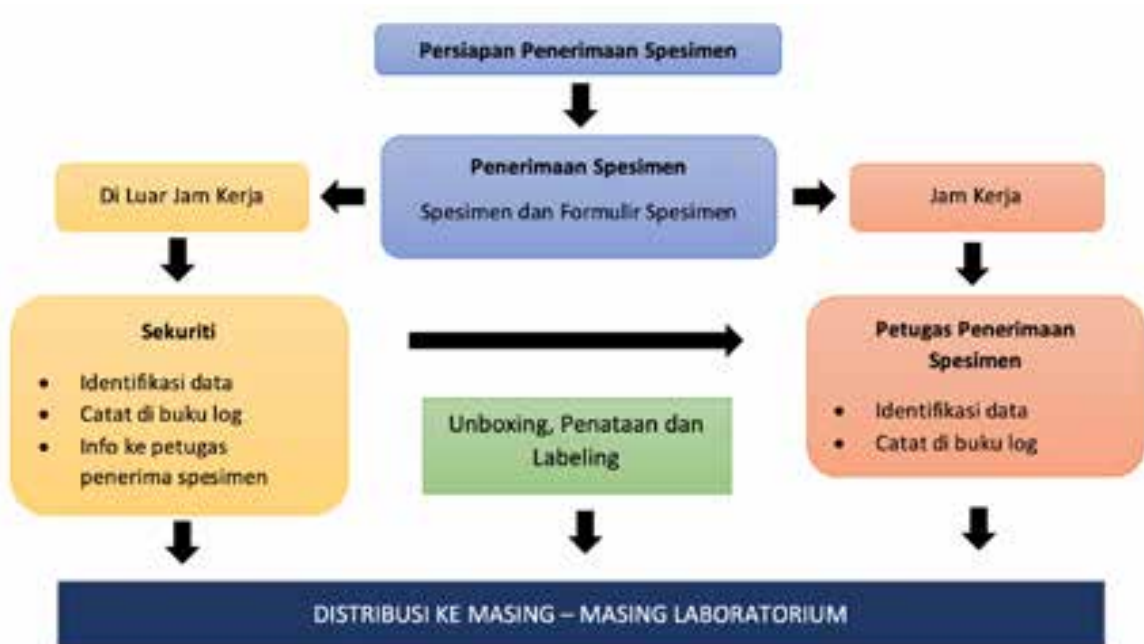 Persiapan Penerimaan Spesimen
Penerimaan Spesimen
Spesimen dan Formulir Spesimen
Di Luar Jam Kerja
Jam Kerja
Sekuriti
• Identifikasi data
• Catat di buku log
• Info ke petugas
penerima spesimen
Unboxing, Penataan dan
Labeling
Petugas Penerimaan
Spesimen
• Identifikasi data
• Catat di buku log
DISTRIBUSI KE MASING – MASING LABORATORIUM